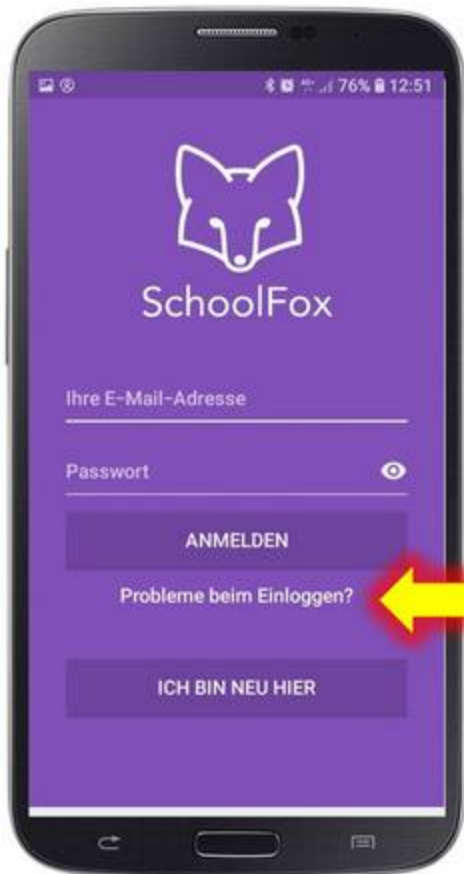 76% 12:51
SchoolFox
Ihre E-Mail-Adresse
Passwort
ANMELDEN
Probleme beim Einloggen?
ICH BIN NEU HIER